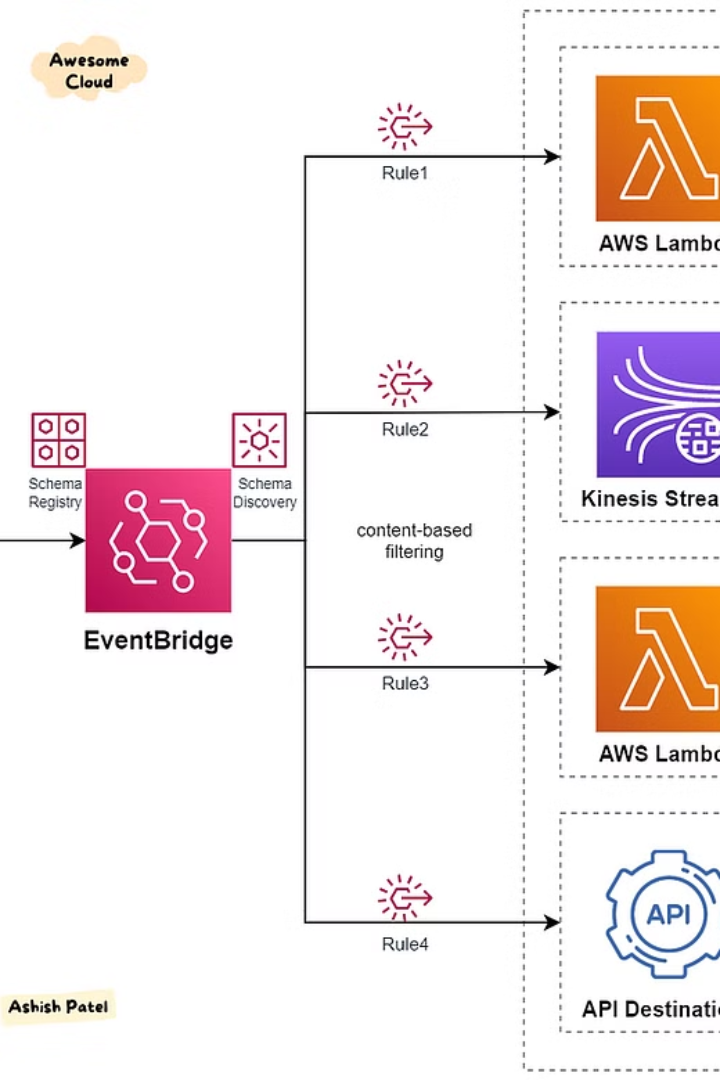 Awesome
Cloud
Rule1
AWS Lambd
Rule2
Kinesis Strea
Schema
Registry
Schema
Discovery
content-based
filtering
EventBridge
Rule3
AWS Lambd
API
Rule4
API Destinati
Ashish Patel